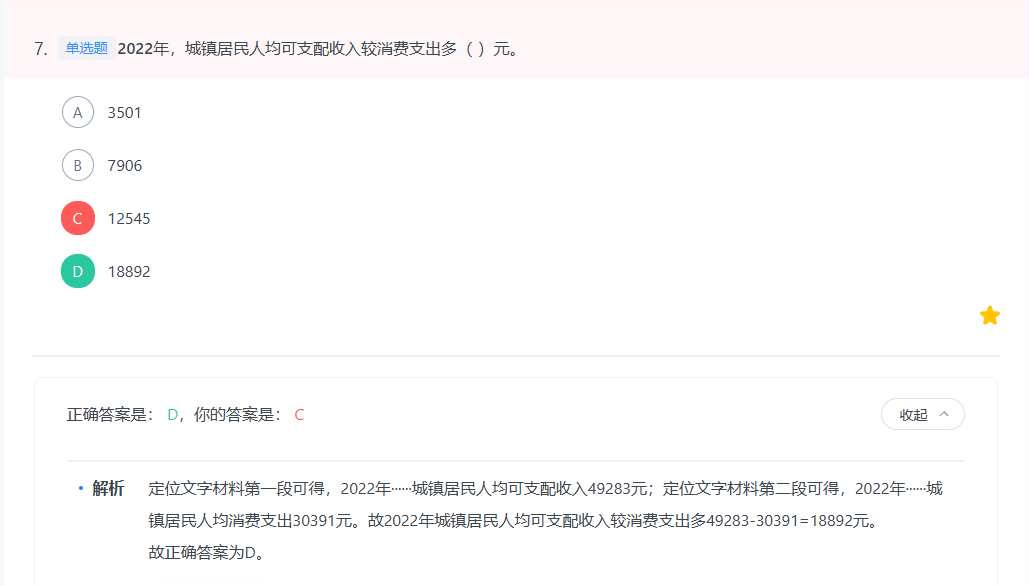 7. 单选题 2022年，城镇居民人均可支配收入较消费支出多（ ）元。
A 3501
B 7906
C 12545
D 18892
正确答案是： D，你的答案是： C 收起
• 解析 定位文字材料第一段可得，2022年······城镇居民人均可支配收入49283元；定位文字材料第二段可得，2022年······城
镇居民人均消费支出30391元。故2022年城镇居民人均可支配收入较消费支出多49283-30391=18892元。
故正确答案为D。